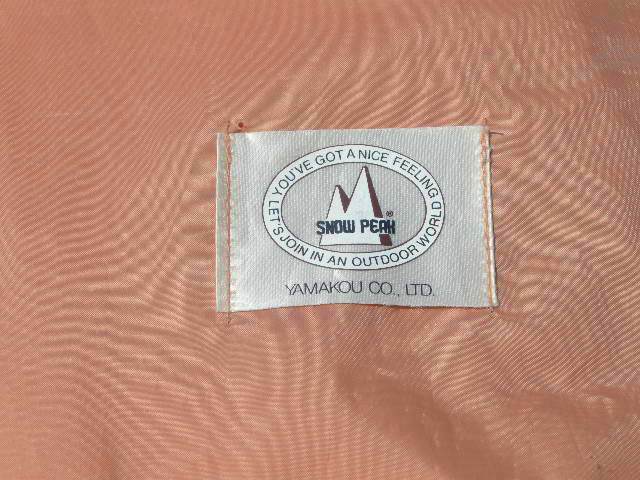 YOU'VE GOT A NICE FEELING
SNOW PEAK®
LET'S JOIN IN AN OUTDOOR WORLD
YAMAKOU CO., LTD.